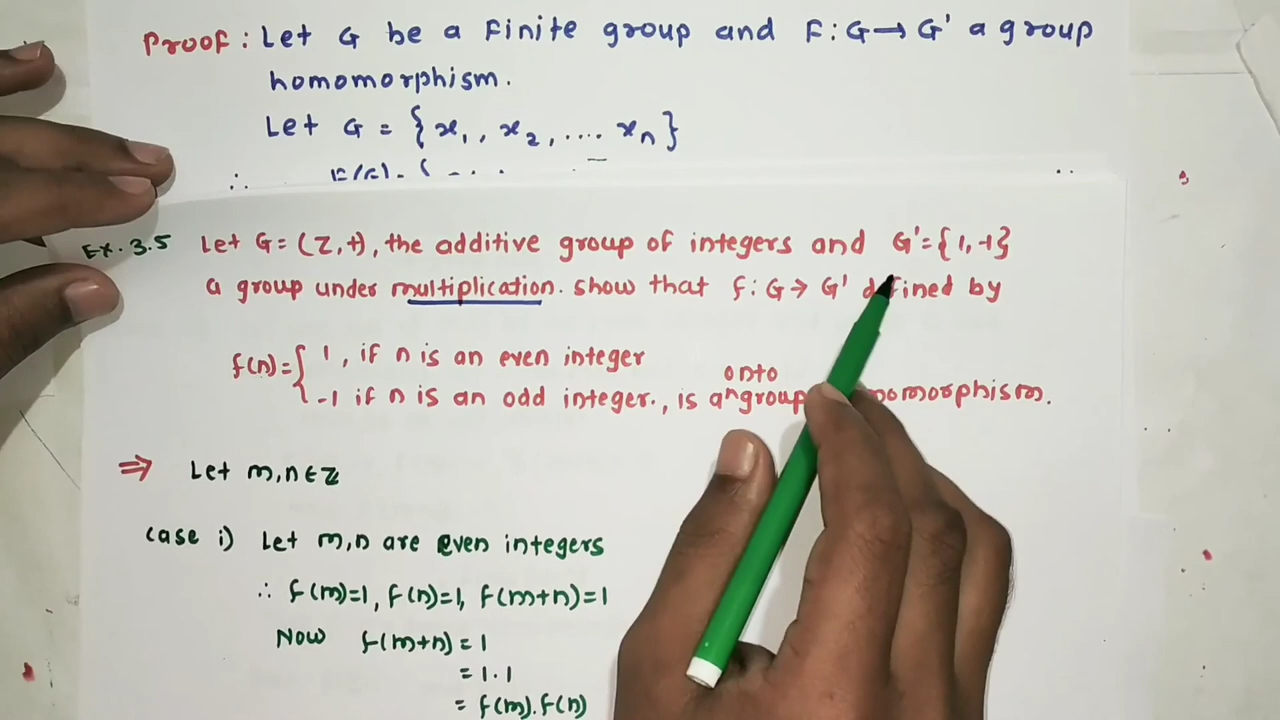 Proof: Let G be a Finite group and F:G→G' a group
homomorphism.
Let G = {x₁, x₂, .... xₙ}
∴
Ex. 3.5 Let G=(Z,+), the additive group of integers and G'={1,-1}
a group under multiplication. show that f:G→G' defined by
f(n)={ 1, if n is an even integer
onto
-1 if n is an odd integer., is a^group homomorphism.
⇒ Let m,n∈Z
case i) Let m,n are even integers
∴ f(m)=1, f(n)=1, f(m+n)=1
Now f(m+n)=1
=1.1
= f(m).f(n)